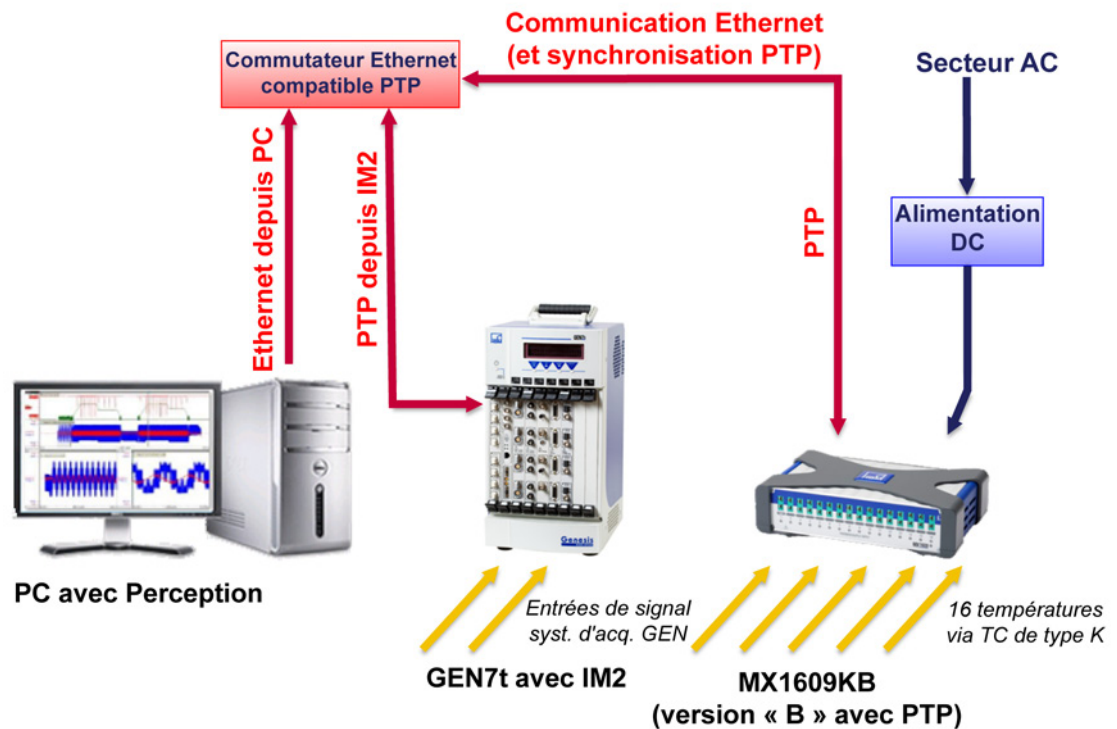 Communication Ethernet
(et synchronisation PTP)
Commutateur Ethernet
compatible PTP
Secteur AC
Ethernet depuis PC
PTP depuis IM2
PTP
Alimentation
DC
Genesis
PC avec Perception
Entrées de signal
syst. d'acq. GEN
16 températures
via TC de type K
GEN7t avec IM2
MX1609KB
(version « B » avec PTP)